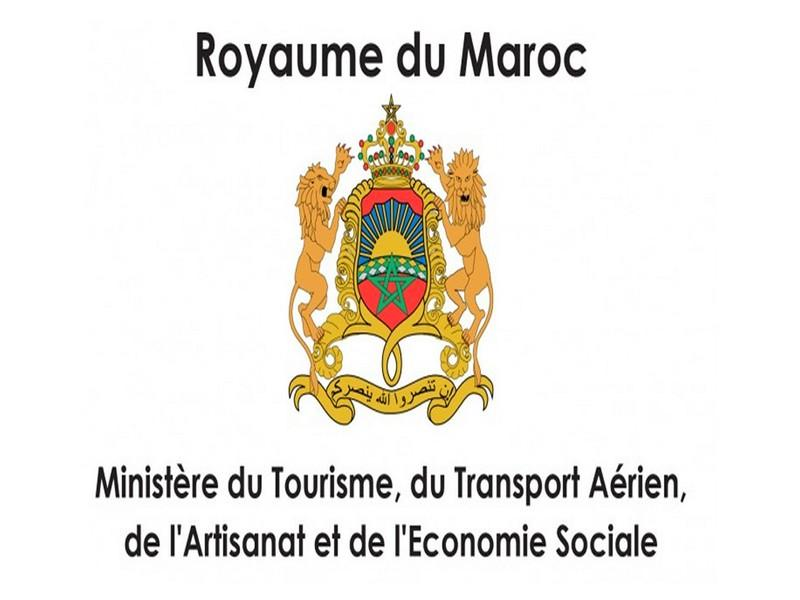 Royaume du Maroc
إن تنصروا الله ينصركم
Ministère du Tourisme, du Transport Aérien,
de l'Artisanat et de l'Economie Sociale